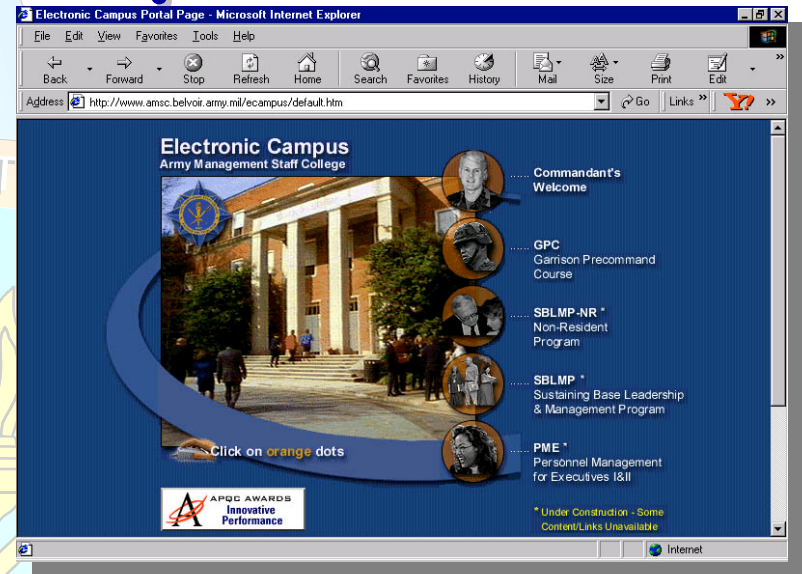 Electronic Campus Portal Page - Microsoft Internet Explorer
File Edit View Favorites Tools Help
Back Forward Stop Refresh Home Search Favorites History Mail Size Print Edit
Address http://www.amsc.belvoir.army.mil/ecampus/default.htm Go Links Y?
Electronic Campus
Army Management Staff College
Commandant's
Welcome
GPC
Garrison Precommand
Course
SBLMP-NR *
Non-Resident
Program
SBLMP *
Sustaining Base Leadership
& Management Program
PME *
Personnel Management
for Executives I&II
Click on orange dots
APQC AWARDS
Innovative
Performance
* Under Construction - Some
Content/Links Unavailable
Internet